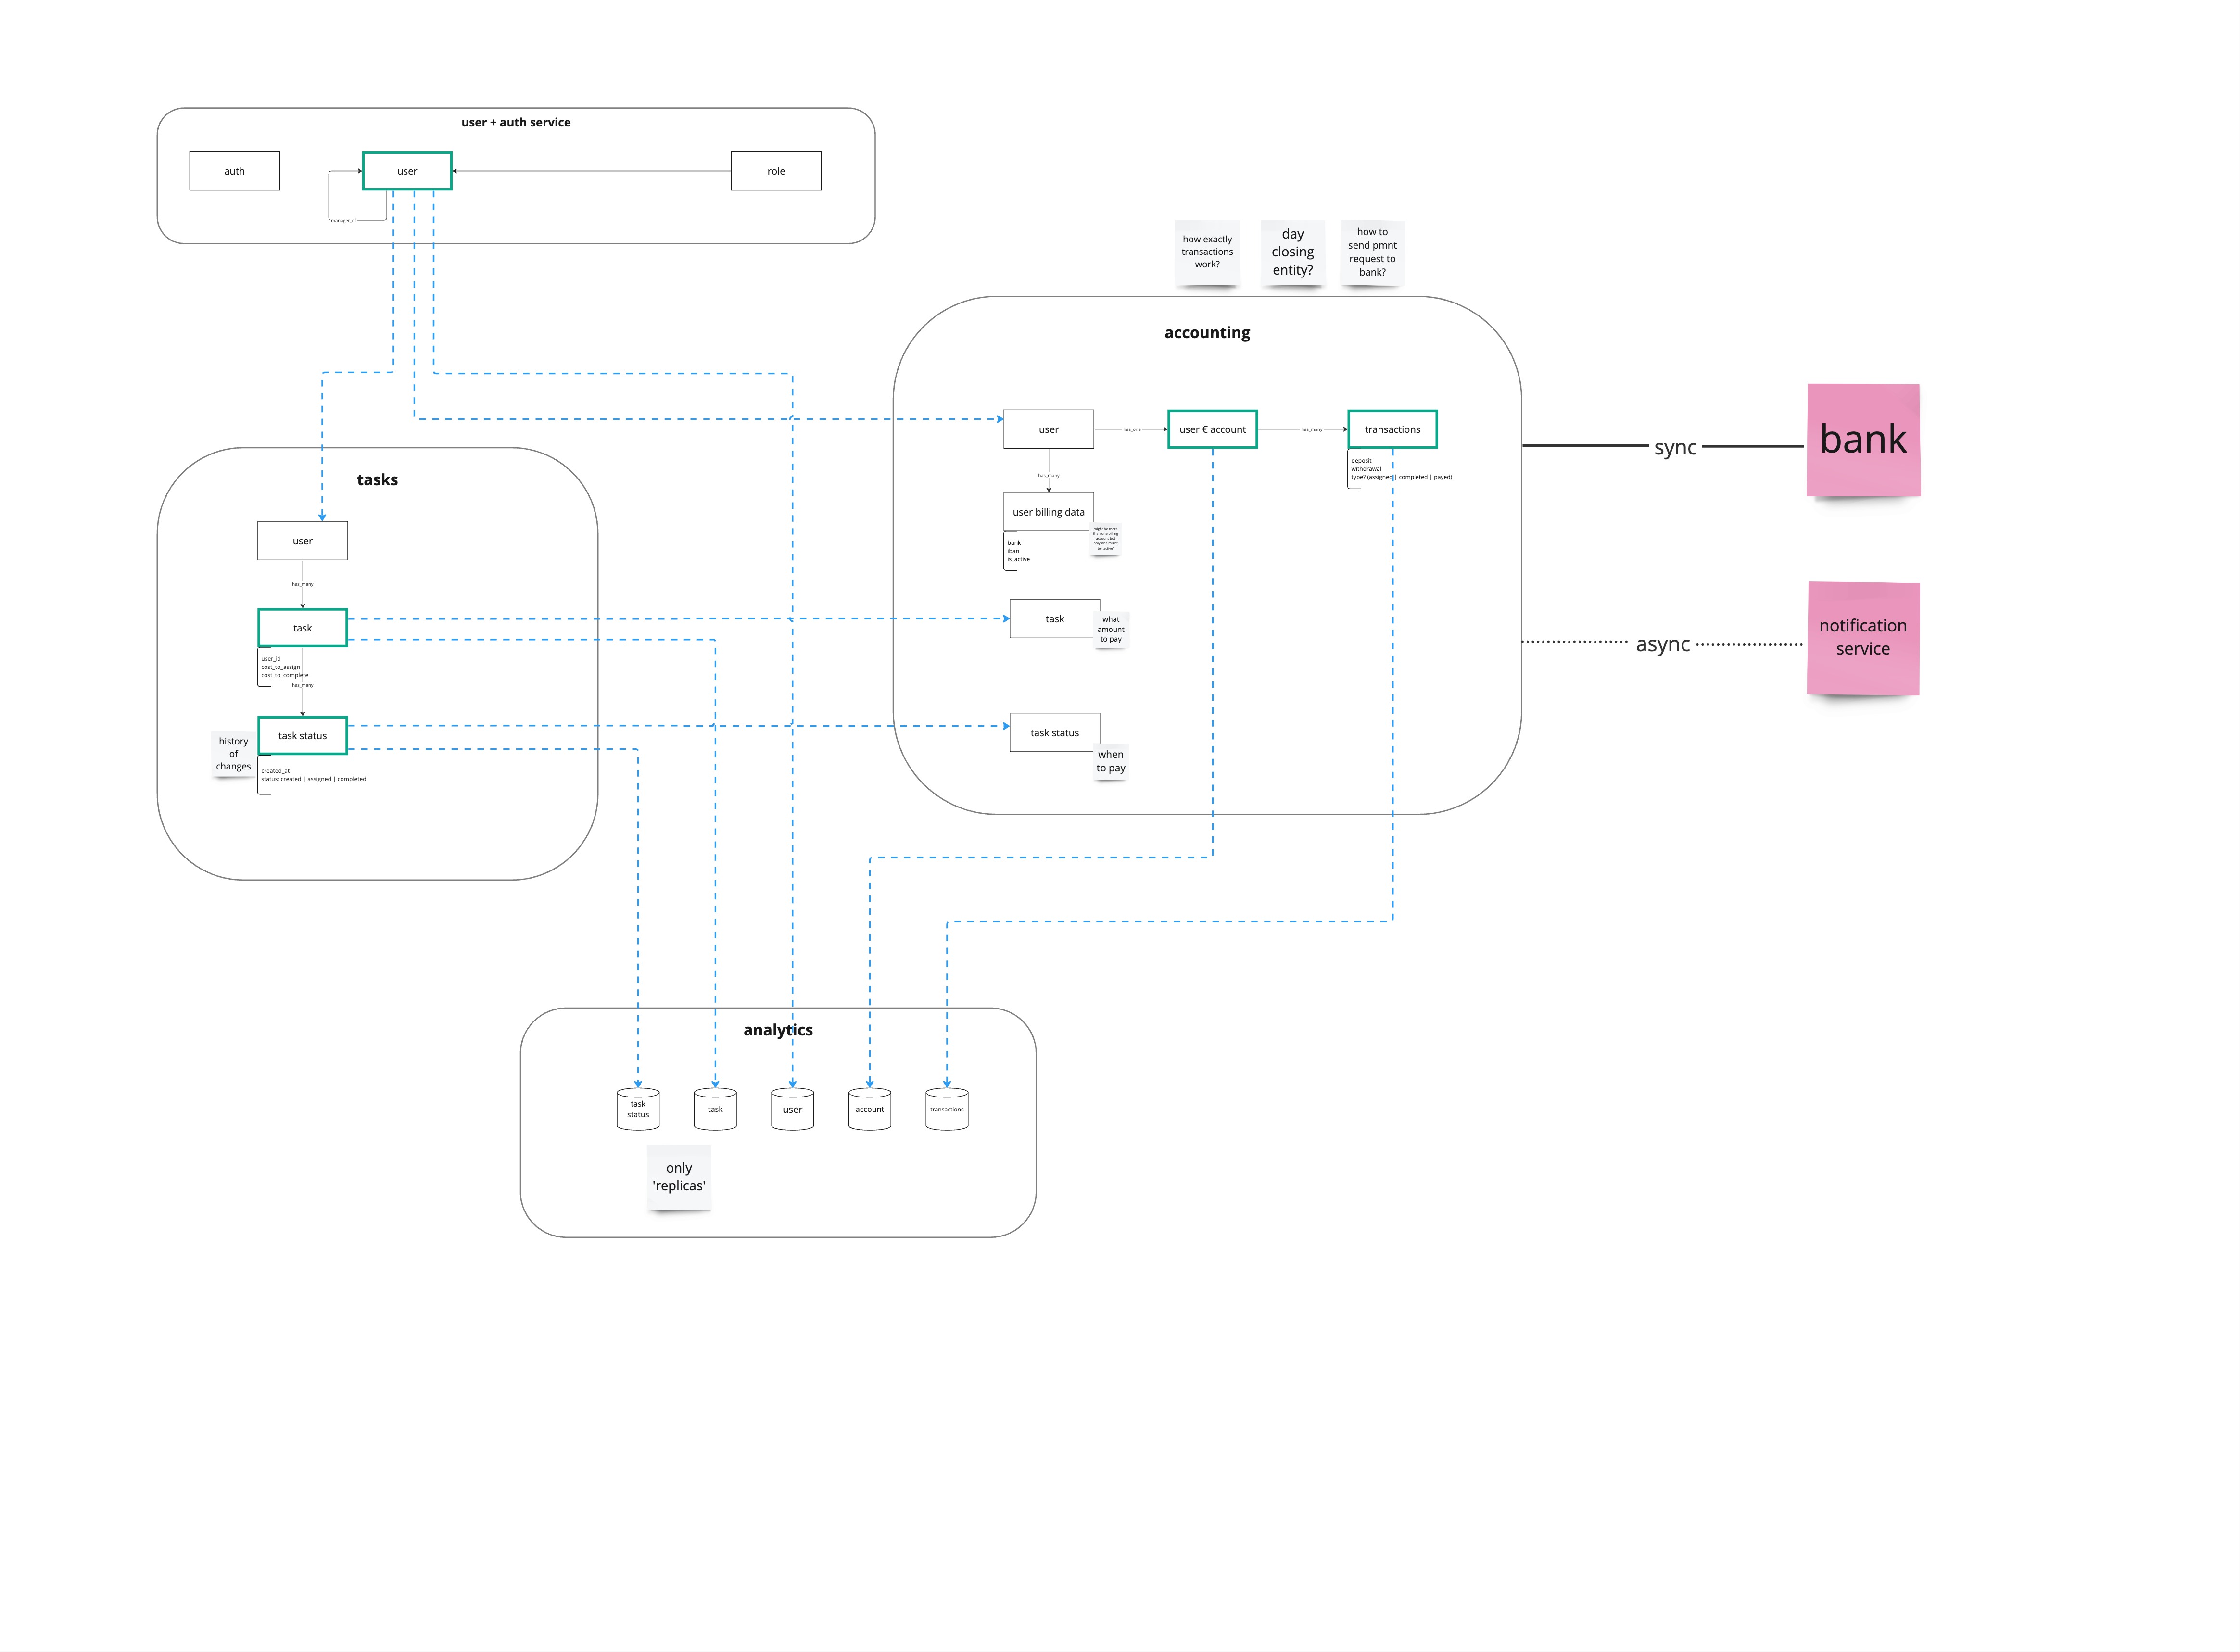 user + auth service
auth
user
role
manager_of
how exactly
transactions
work?
day
closing
entity?
how to
send pmnt
request to
bank?
accounting
user
has_one
user € account
has_many
transactions
deposit
withdrawal
type? (assigned | completed | payed)
has_many
user billing data
might be more
than one billing
account but
only one might
be 'active'
bank
iban
is_active
task
what
amount
to pay
task status
when
to pay
sync
bank
async
notification
service
tasks
user
has_many
task
user_id
cost_to_assign
cost_to_complete
has_many
task status
history
of
changes
created_at
status: created | assigned | completed
analytics
task
status
task
user
account
transactions
only
'replicas'